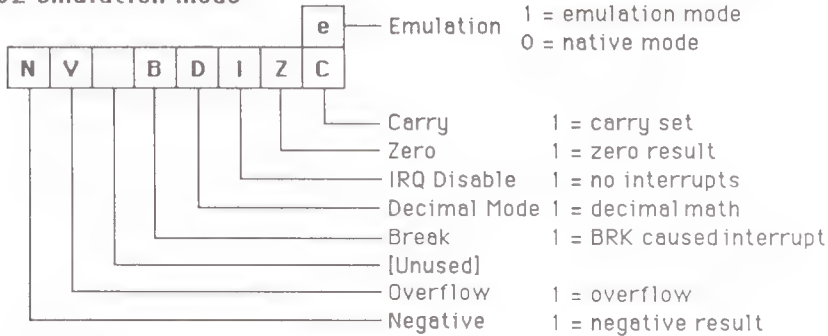 emulation mode
e
Emulation 1 = emulation mode
0 = native mode
N V B D I Z C
Carry 1 = carry set
Zero 1 = zero result
IRQ Disable 1 = no interrupts
Decimal Mode 1 = decimal math
Break 1 = BRK caused interrupt
[Unused]
Overflow 1 = overflow
Negative 1 = negative result